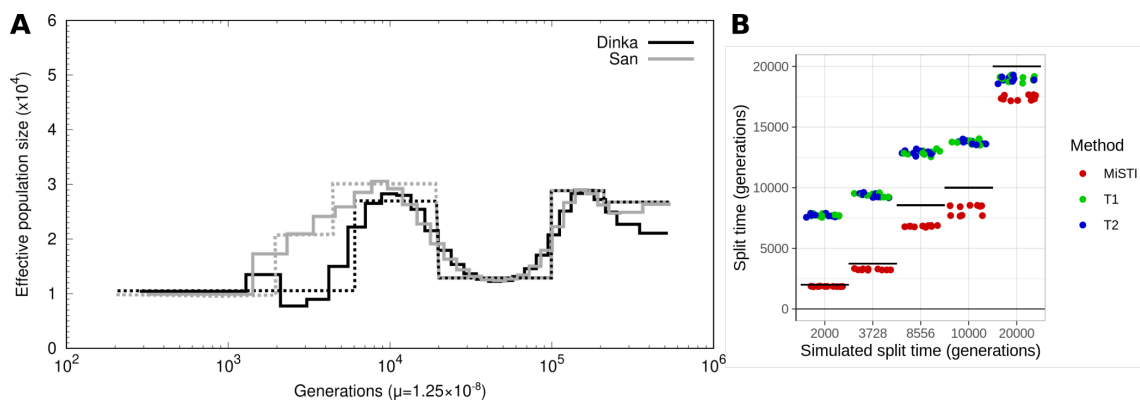 A
B
Effective population size (x10⁴)
6
5
4
3
2
1
0
10²
10³
10⁴
10⁵
10⁶
Generations (μ=1.25×10⁻⁸)
Dinka
San
Split time (generations)
20000
15000
10000
5000
0
2000 3728 8556 10000 20000
Simulated split time (generations)
Method
MiSTI
T1
T2